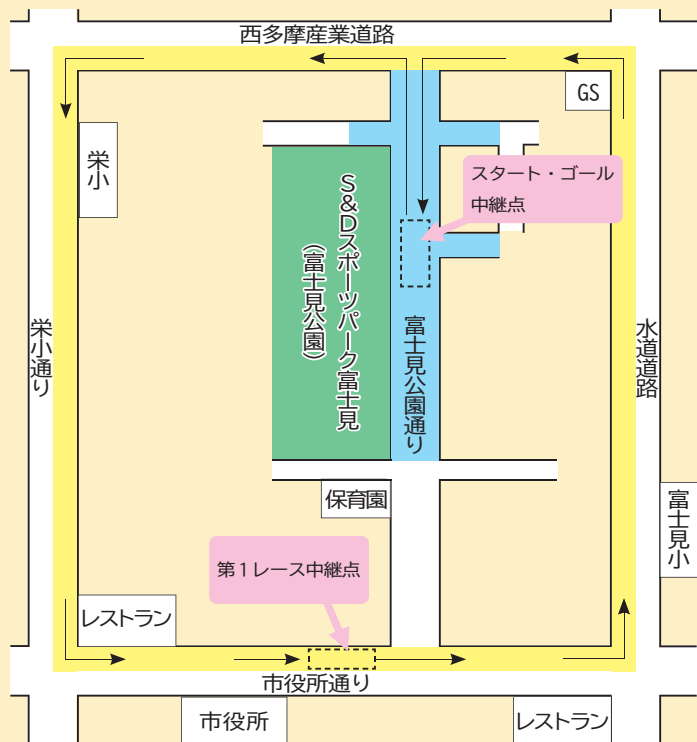 西多摩産業道路
GS
栄小
スタート・ゴール
中継点
S&Dスポーツパーク富士見
(富士見公園)
富士見公園通り
栄小通り
水道道路
保育園
富士見小
第1レース中継点
レストラン
市役所通り
市役所
レストラン